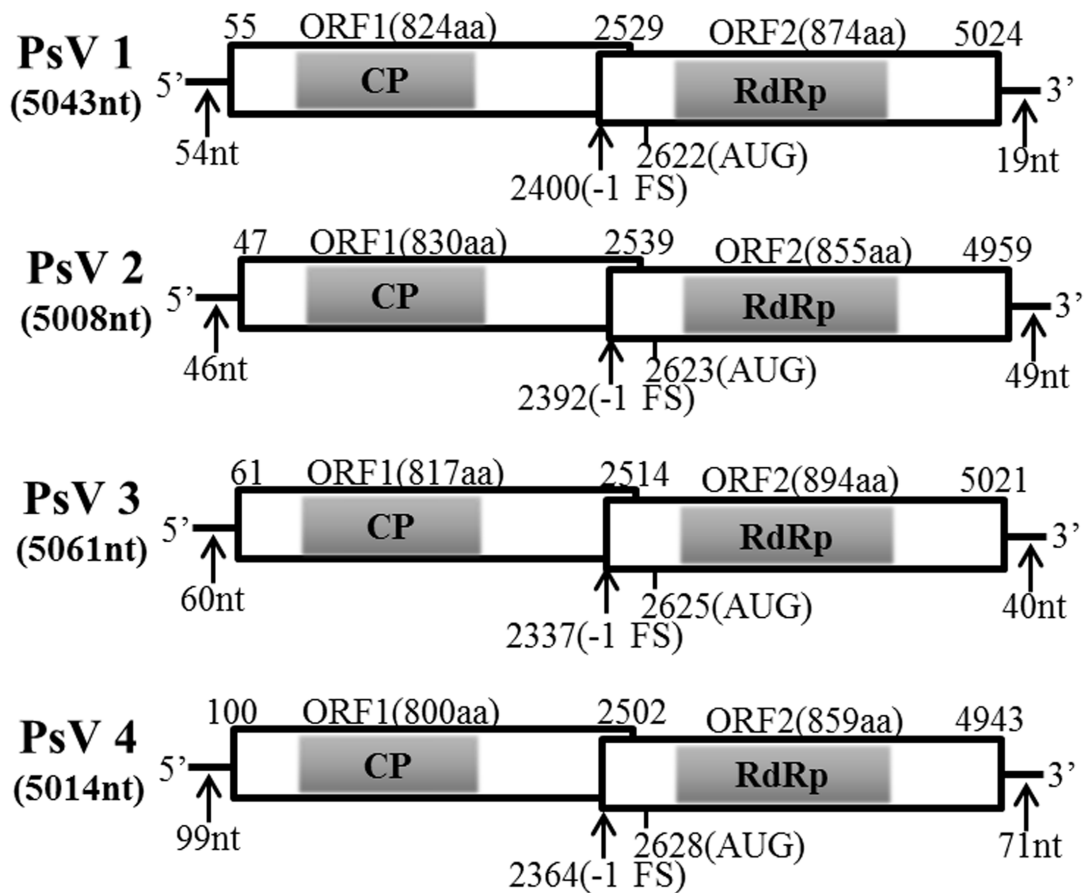 55 ORF1(824aa) 2529 ORF2(874aa) 5024
PsV 1
(5043nt)
5’ CP RdRp 3’
54nt 2622(AUG) 19nt
2400(-1 FS)
47 ORF1(830aa) 2539 ORF2(855aa) 4959
PsV 2
(5008nt)
5’ CP RdRp 3’
46nt 2623(AUG) 49nt
2392(-1 FS)
61 ORF1(817aa) 2514 ORF2(894aa) 5021
PsV 3
(5061nt)
5’ CP RdRp 3’
60nt 2625(AUG) 40nt
2337(-1 FS)
100 ORF1(800aa) 2502 ORF2(859aa) 4943
PsV 4
(5014nt)
5’ CP RdRp 3’
99nt 2628(AUG) 71nt
2364(-1 FS)